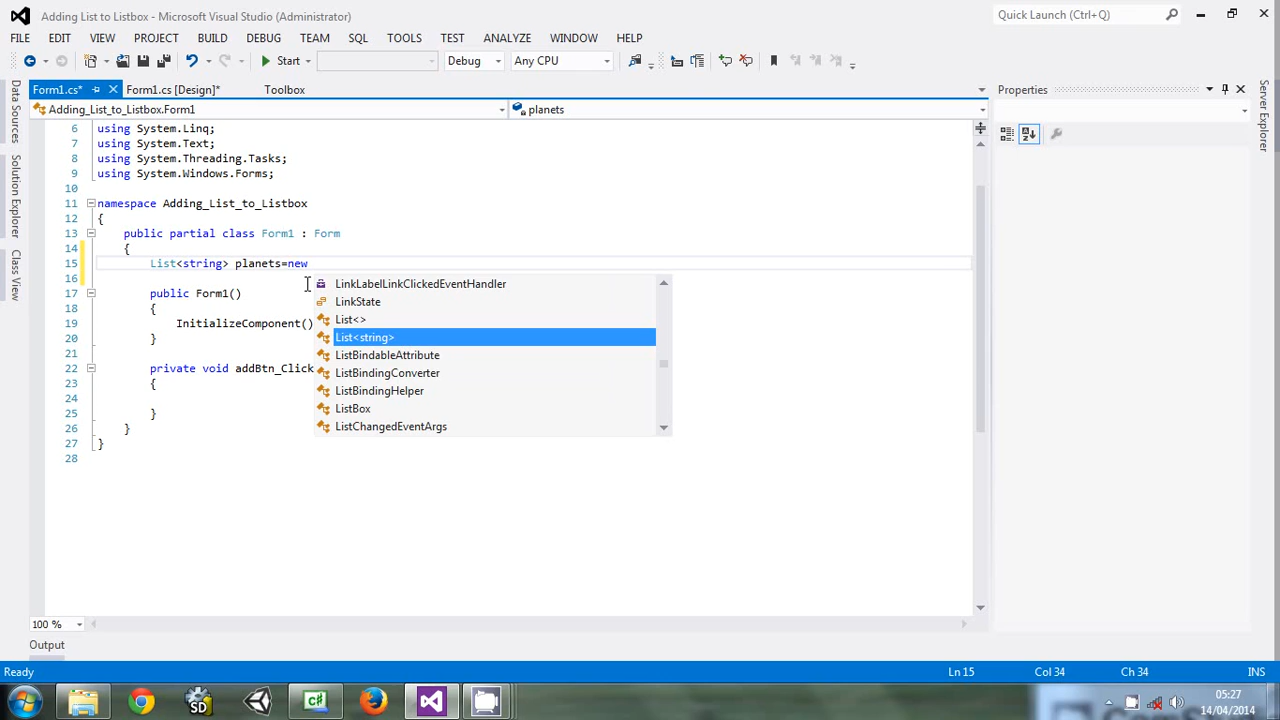 Adding List to Listbox - Microsoft Visual Studio (Administrator)
Quick Launch (Ctrl+Q)
FILE EDIT VIEW PROJECT BUILD DEBUG TEAM SQL TOOLS TEST ANALYZE WINDOW HELP
Start Debug Any CPU
Form1.cs* Form1.cs [Design]* Toolbox
Properties
Adding_List_to_Listbox.Form1 planets
Data Sources
Solution Explorer
Class View
Server Explorer
6 using System.Linq;
7 using System.Text;
8 using System.Threading.Tasks;
9 using System.Windows.Forms;
10
11 namespace Adding_List_to_Listbox
12 {
13 public partial class Form1 : Form
14 {
15 List<string> planets=new
16
17 public Form1()
18 {
19 InitializeComponent()
20 }
21
22 private void addBtn_Click
23 {
24
25 }
26 }
27 }
28
LinkLabelLinkClickedEventHandler
LinkState
List<>
List<string>
ListBindableAttribute
ListBindingConverter
ListBindingHelper
ListBox
ListChangedEventArgs
100 %
Output
Ready Ln 15 Col 34 Ch 34 INS
SD
C#
05:27
14/04/2014